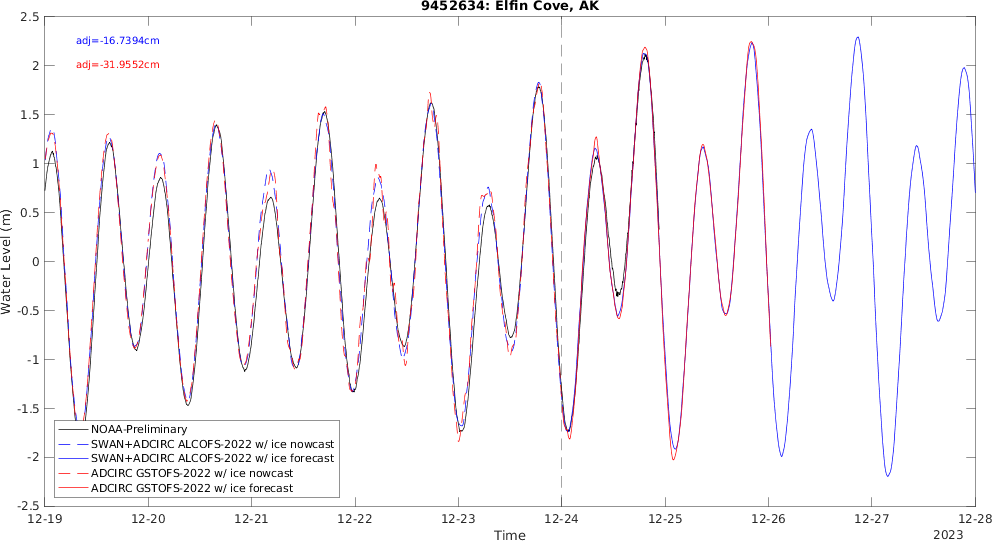 9452634: Elfin Cove, AK
adj=-16.7394cm
adj=-31.9552cm
Water Level (m)
2.5
2
1.5
1
0.5
0
-0.5
-1
-1.5
-2
-2.5
NOAA-Preliminary
SWAN+ADCIRC ALCOFS-2022 w/ ice nowcast
SWAN+ADCIRC ALCOFS-2022 w/ ice forecast
ADCIRC GSTOFS-2022 w/ ice nowcast
ADCIRC GSTOFS-2022 w/ ice forecast
12-19 12-20 12-21 12-22 12-23 12-24 12-25 12-26 12-27 12-28
Time
2023